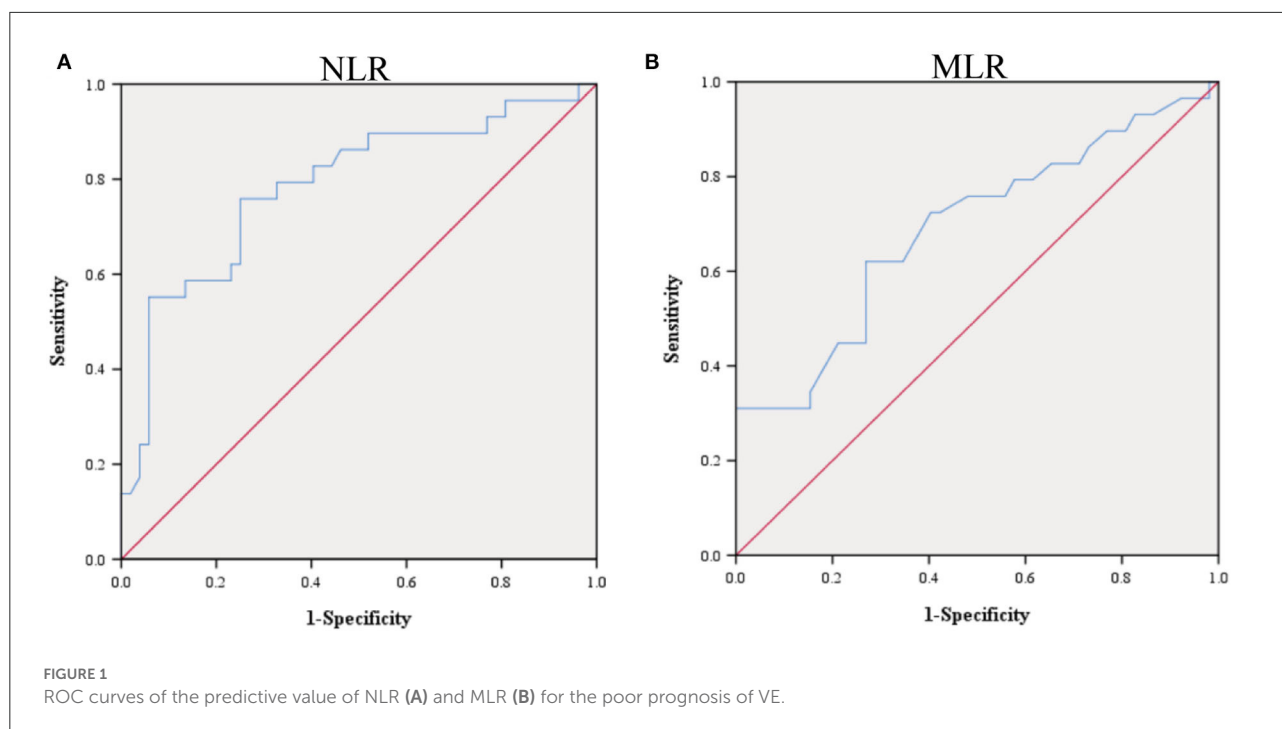 A
NLR
1.0
0.8
0.6
0.4
0.2
0.0
Sensitivity
0.0 0.2 0.4 0.6 0.8 1.0
1-Specificity
B
MLR
1.0
0.8
0.6
0.4
0.2
0.0
Sensitivity
0.0 0.2 0.4 0.6 0.8 1.0
1-Specificity
FIGURE 1
ROC curves of the predictive value of NLR (A) and MLR (B) for the poor prognosis of VE.